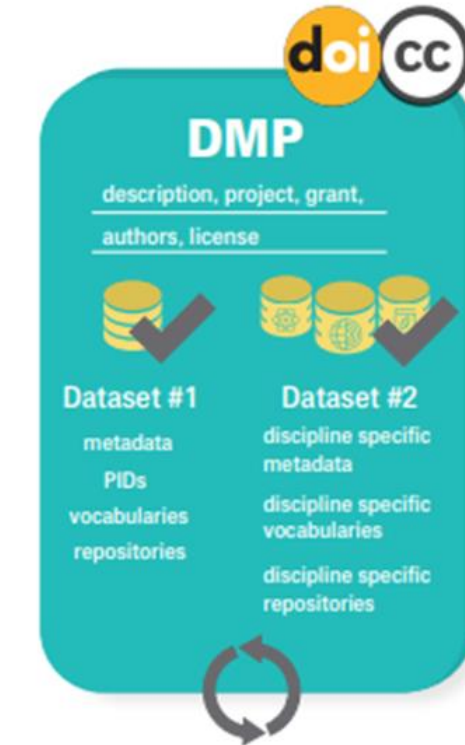 doi cc
DMP
description, project, grant,
authors, license
Dataset #1
metadata
PIDs
vocabularies
repositories
Dataset #2
discipline specific
metadata
discipline specific
vocabularies
discipline specific
repositories